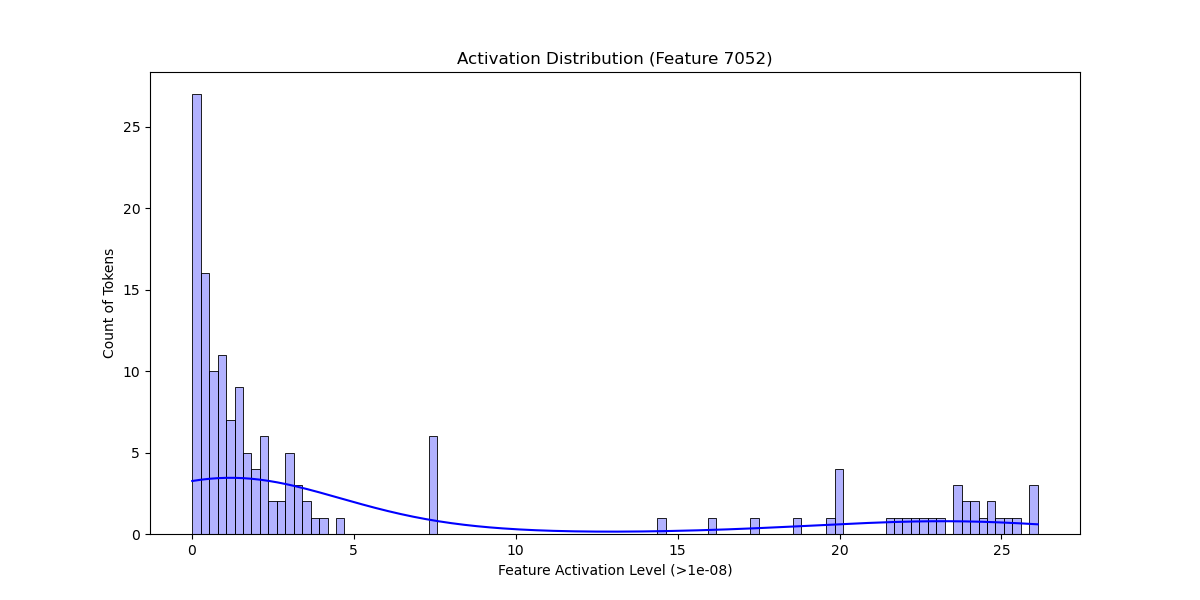 Activation Distribution (Feature 7052)
Count of Tokens
25
20
15
10
5
0
0 5 10 15 20 25
Feature Activation Level (>1e-08)